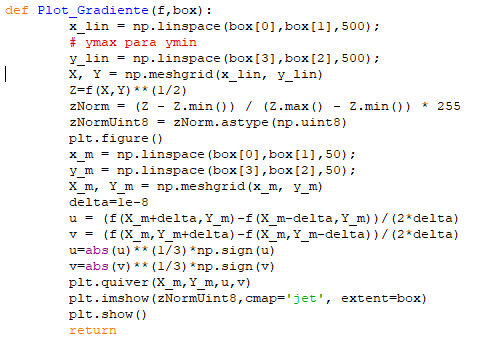 def Plot_Gradiente(f,box):
x_lin = np.linspace(box[0],box[1],500);
# ymax para ymin
y_lin = np.linspace(box[3],box[2],500);
X, Y = np.meshgrid(x_lin, y_lin)
Z=f(X,Y)**(1/2)
zNorm = (Z - Z.min()) / (Z.max() - Z.min()) * 255
zNormUint8 = zNorm.astype(np.uint8)
plt.figure()
x_m = np.linspace(box[0],box[1],50);
y_m = np.linspace(box[3],box[2],50);
X_m, Y_m = np.meshgrid(x_m, y_m)
delta=1e-8
u = (f(X_m+delta,Y_m)-f(X_m-delta,Y_m))/(2*delta)
v = (f(X_m,Y_m+delta)-f(X_m,Y_m-delta))/(2*delta)
u=abs(u)**(1/3)*np.sign(u)
v=abs(v)**(1/3)*np.sign(v)
plt.quiver(X_m,Y_m,u,v)
plt.imshow(zNormUint8,cmap='jet', extent=box)
plt.show()
return